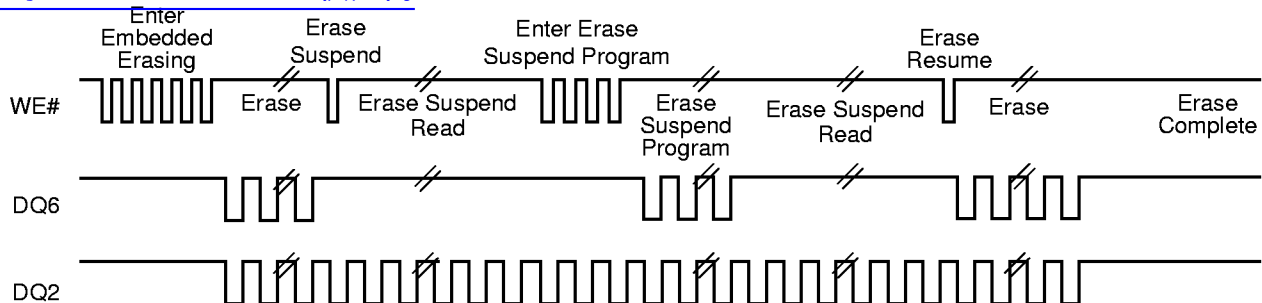 Enter
Embedded
Erasing
Erase
Suspend
Enter Erase
Suspend Program
Erase
Resume
WE#
Erase
Erase Suspend
Read
Erase
Suspend
Program
Erase Suspend
Read
Erase
Erase
Complete
DQ6
DQ2